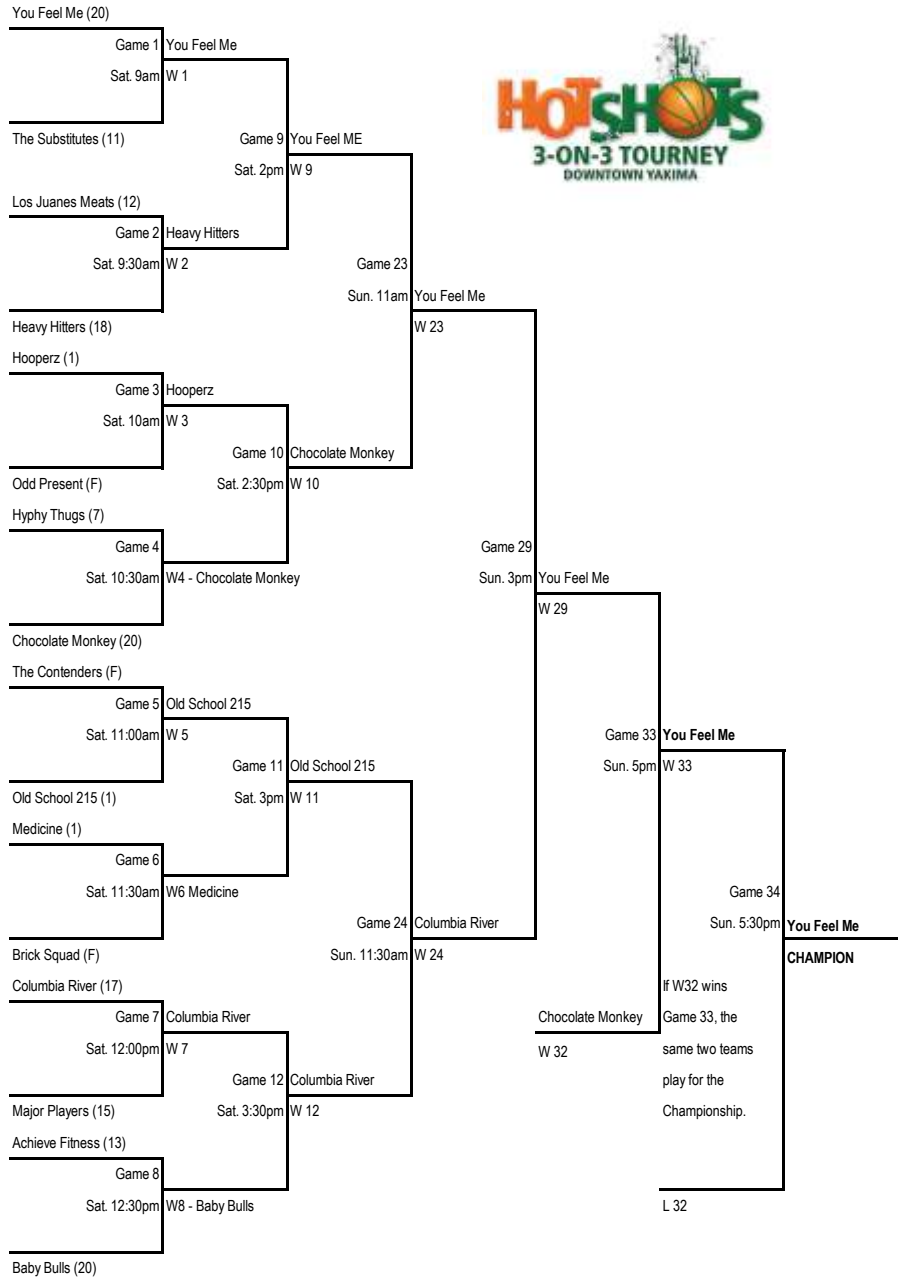 You Feel Me (20)
Game 1 You Feel Me
Sat. 9am W 1
The Substitutes (11)
Game 9 You Feel ME
Sat. 2pm W 9
HOTSHOTS
3-ON-3 TOURNEY
DOWNTOWN YAKIMA
Los Juanes Meats (12)
Game 2 Heavy Hitters
Sat. 9:30am W 2
Game 23
Sun. 11am You Feel Me
W 23
Heavy Hitters (18)
Hooperz (1)
Game 3 Hooperz
Sat. 10am W 3
Game 10 Chocolate Monkey
Sat. 2:30pm W 10
Odd Present (F)
Hyphy Thugs (7)
Game 4
Sat. 10:30am W4 - Chocolate Monkey
Game 29
Sun. 3pm You Feel Me
W 29
Chocolate Monkey (20)
The Contenders (F)
Game 5 Old School 215
Sat. 11:00am W 5
Game 33 You Feel Me
Sun. 5pm W 33
Game 11 Old School 215
Sat. 3pm W 11
Old School 215 (1)
Medicine (1)
Game 6
Sat. 11:30am W6 Medicine
Game 34
Sun. 5:30pm You Feel Me
CHAMPION
Game 24 Columbia River
Sun. 11:30am W 24
Brick Squad (F)
Columbia River (17)
Game 7 Columbia River
Sat. 12:00pm W 7
Chocolate Monkey
W 32
If W32 wins
Game 33, the
same two teams
play for the
Championship.
Game 12 Columbia River
Sat. 3:30pm W 12
Major Players (15)
Achieve Fitness (13)
Game 8
Sat. 12:30pm W8 - Baby Bulls
L 32
Baby Bulls (20)